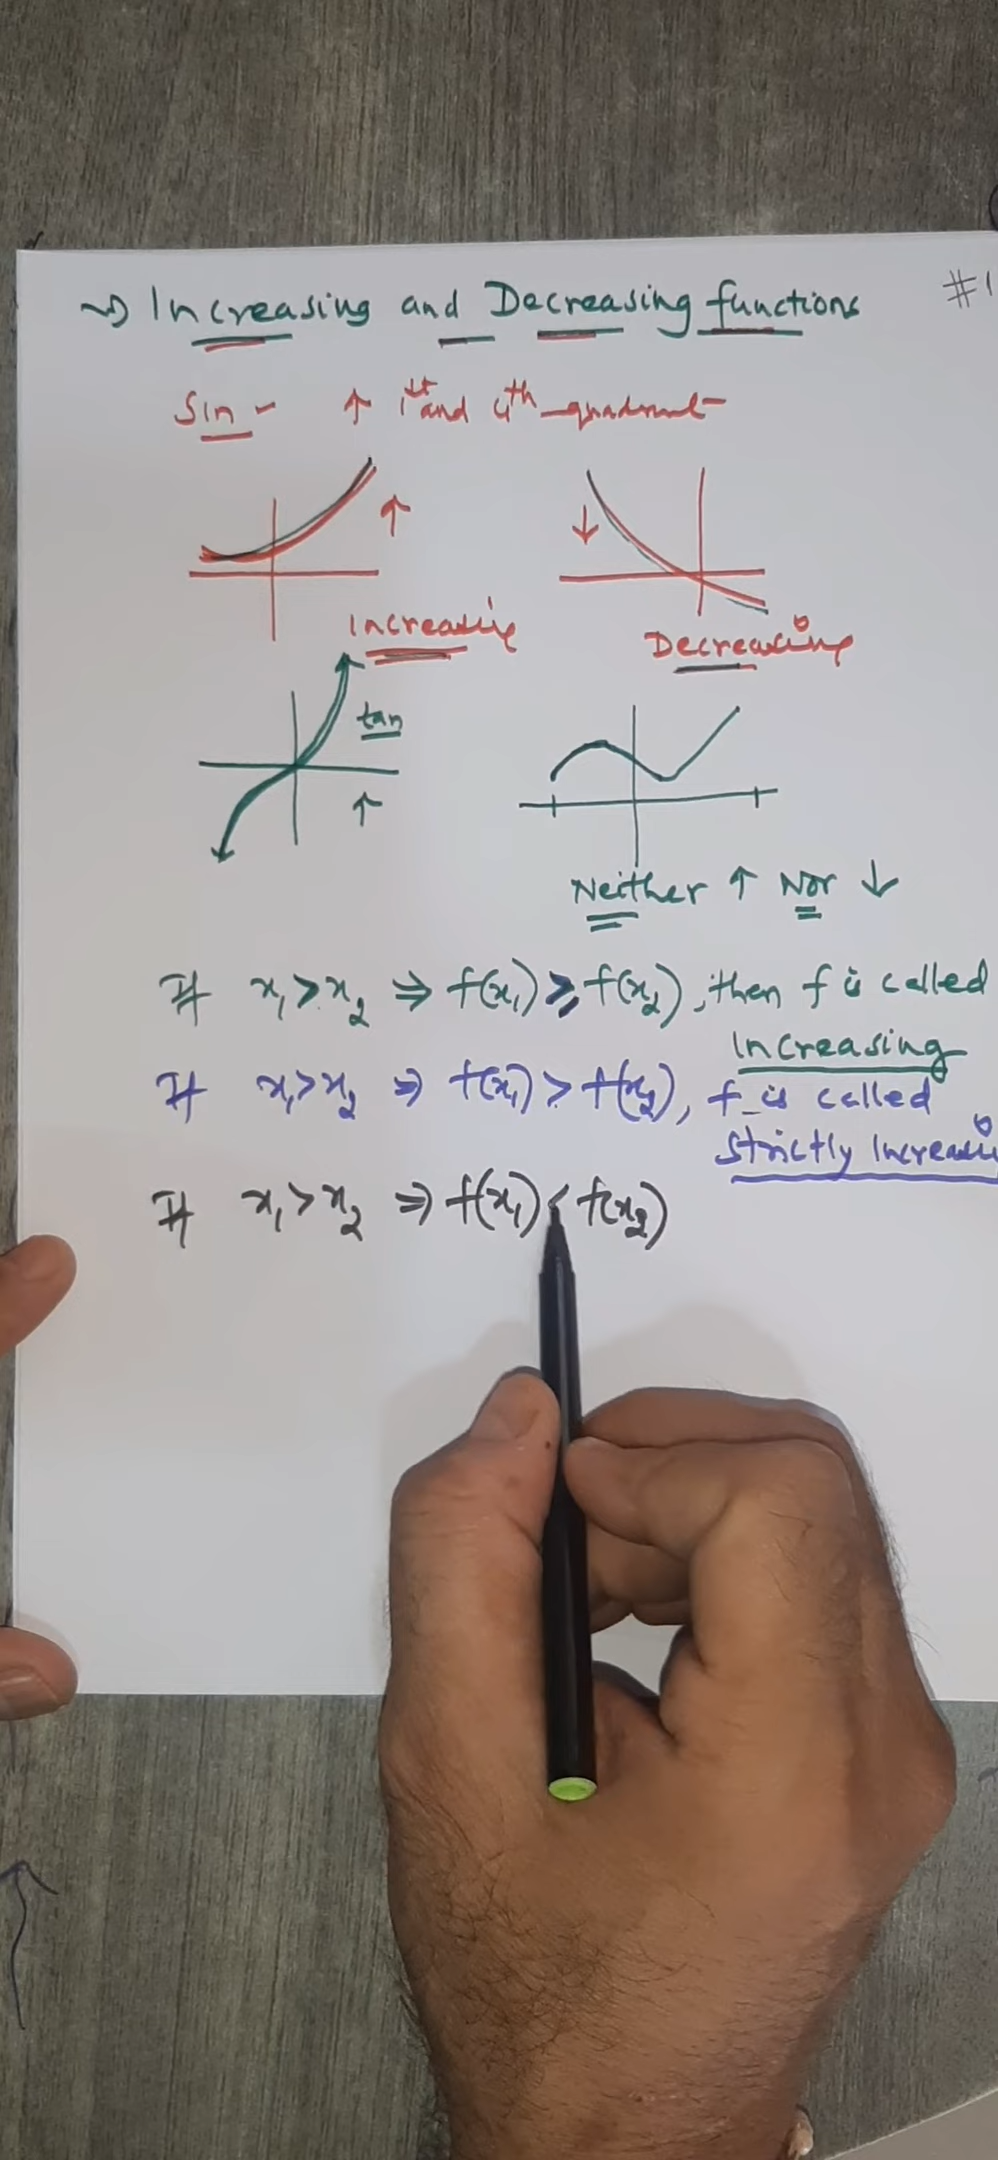 ~> Increasing and Decreasing functions #1
Sin - ↑ 1st and 4th quadrant
↑
↓
Increasing
Decreasing
tan
↑
Neither ↑ Nor ↓
If x₁>x₂ ⇒ f(x₁)⩾f(x₂), then f is called
Increasing
If x₁>x₂ ⇒ f(x₁)>f(x₂), f is called
Strictly Increasi
If x₁>x₂ ⇒ f(x₁)<f(x₂)